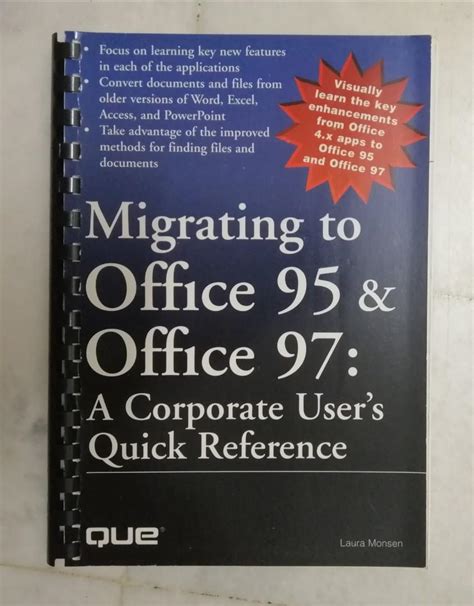 • Focus on learning key new features
in each of the applications
• Convert documents and files from
older versions of Word, Excel,
Access, and PowerPoint
• Take advantage of the improved
methods for finding files and
documents
Visually
learn the key
enhancements
from Office
4.x apps to
Office 95
and Office 97
Migrating to
Office 95 &
Office 97:
A Corporate User's
Quick Reference
que®
Laura Monsen